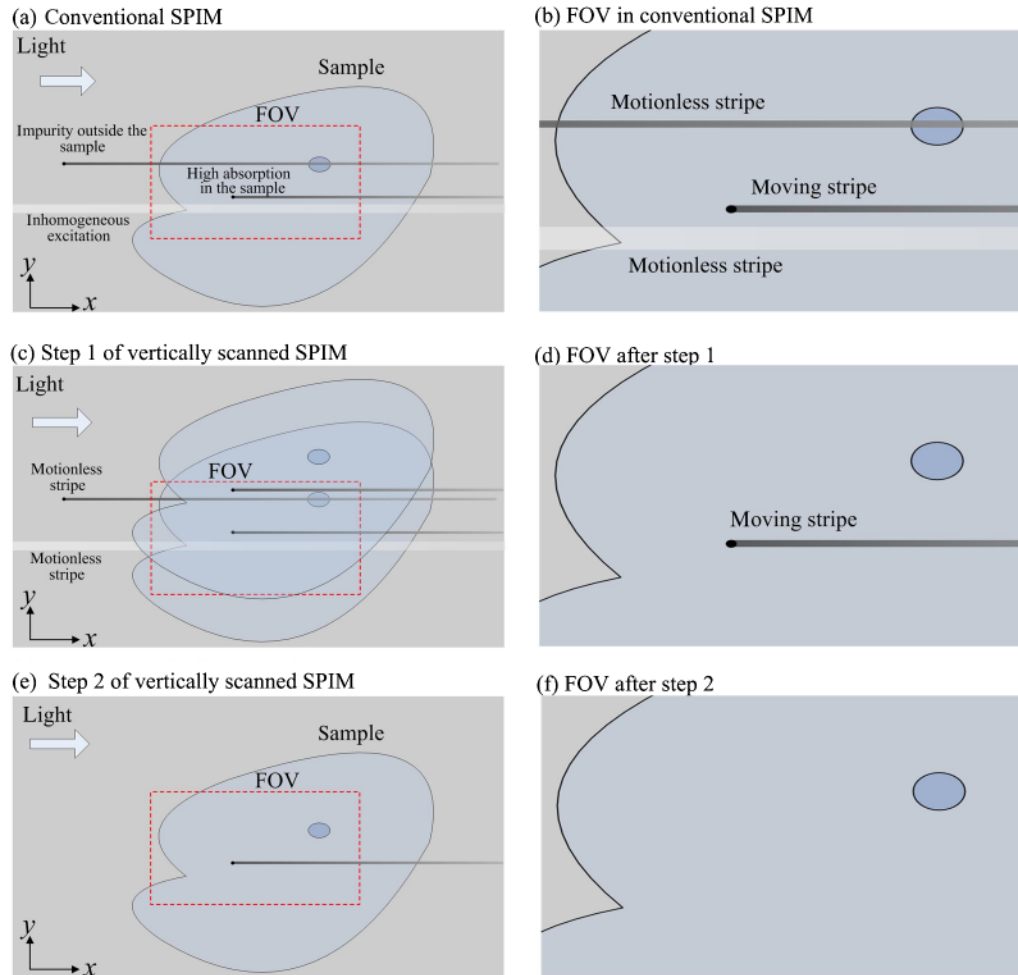 (a) Conventional SPIM
Light
Sample
FOV
Impurity outside the
sample
High absorption
in the sample
Inhomogeneous
excitation
y
x
(b) FOV in conventional SPIM
Motionless stripe
Moving stripe
Motionless stripe
(c) Step 1 of vertically scanned SPIM
Light
Motionless
stripe
FOV
Motionless
stripe
y
x
(d) FOV after step 1
Moving stripe
(e) Step 2 of vertically scanned SPIM
Light
Sample
FOV
y
x
(f) FOV after step 2